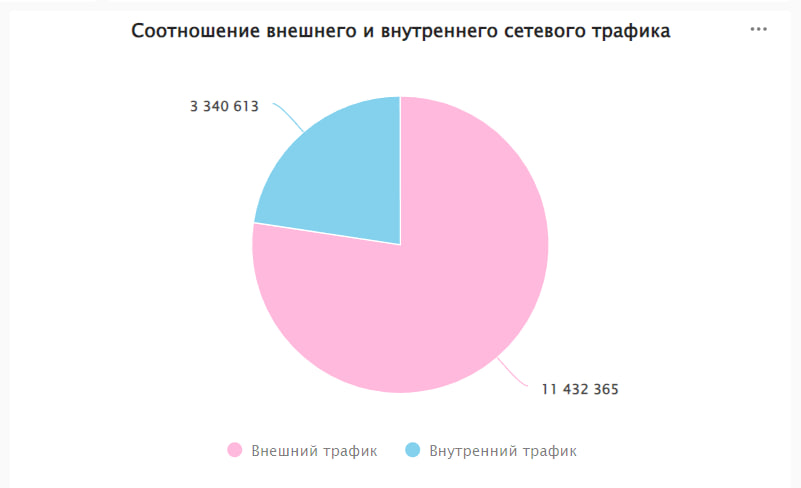 Соотношение внешнего и внутреннего сетевого трафика
3 340 613
11 432 365
Внешний трафик
Внутренний трафик